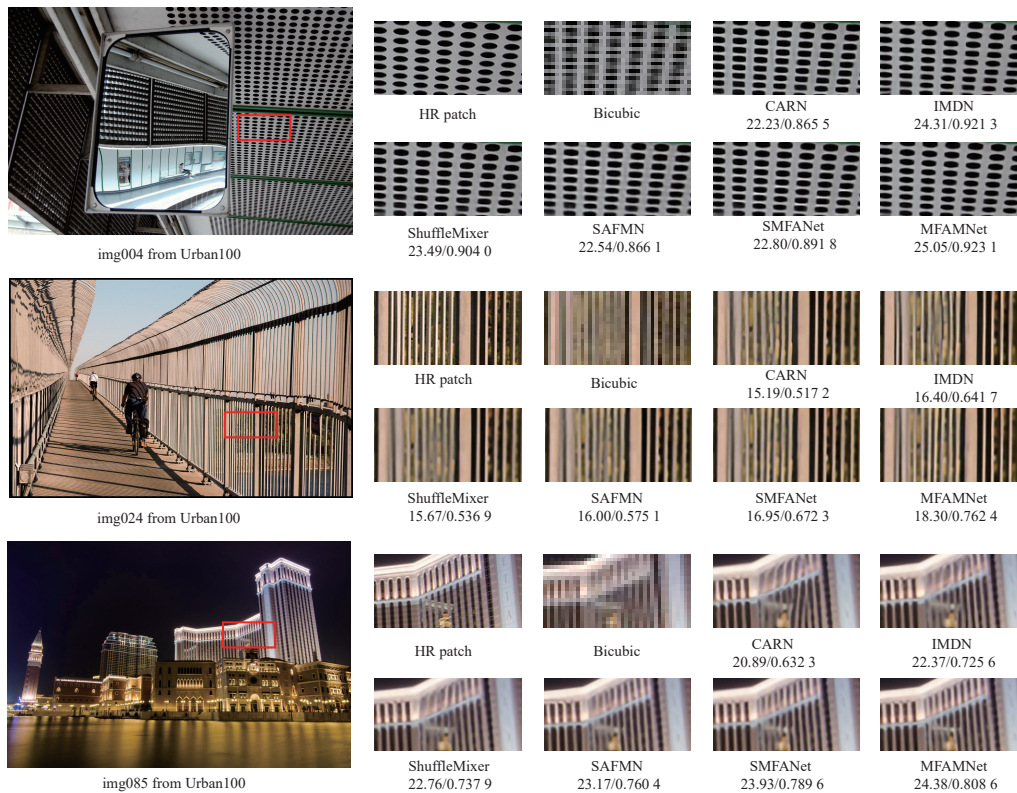 HR patch
Bicubic
CARN
22.23/0.865 5
IMDN
24.31/0.921 3
ShuffleMixer
23.49/0.904 0
SAFMN
22.54/0.866 1
SMFANet
22.80/0.891 8
MFAMNet
25.05/0.923 1
img004 from Urban100
HR patch
Bicubic
CARN
15.19/0.517 2
IMDN
16.40/0.641 7
ShuffleMixer
15.67/0.536 9
SAFMN
16.00/0.575 1
SMFANet
16.95/0.672 3
MFAMNet
18.30/0.762 4
img024 from Urban100
HR patch
Bicubic
CARN
20.89/0.632 3
IMDN
22.37/0.725 6
ShuffleMixer
22.76/0.737 9
SAFMN
23.17/0.760 4
SMFANet
23.93/0.789 6
MFAMNet
24.38/0.808 6
img085 from Urban100